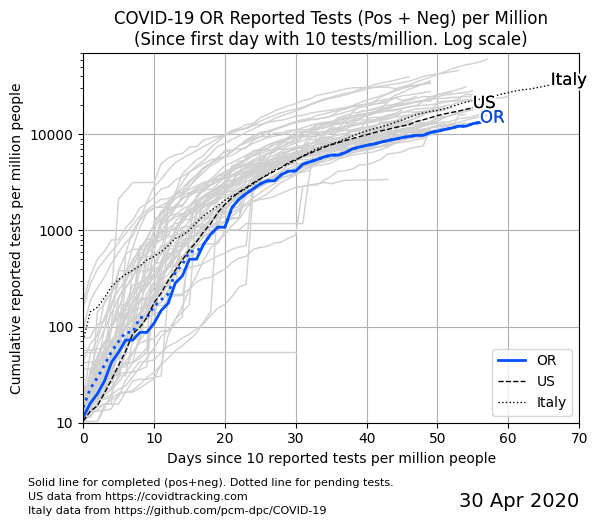 COVID-19 OR Reported Tests (Pos + Neg) per Million
(Since first day with 10 tests/million. Log scale)
Cumulative reported tests per million people
10000
1000
100
10
Italy
US
OR
OR
US
Italy
0 10 20 30 40 50 60 70
Days since 10 reported tests per million people
Solid line for completed (pos+neg). Dotted line for pending tests.
US data from https://covidtracking.com
Italy data from https://github.com/pcm-dpc/COVID-19
30 Apr 2020